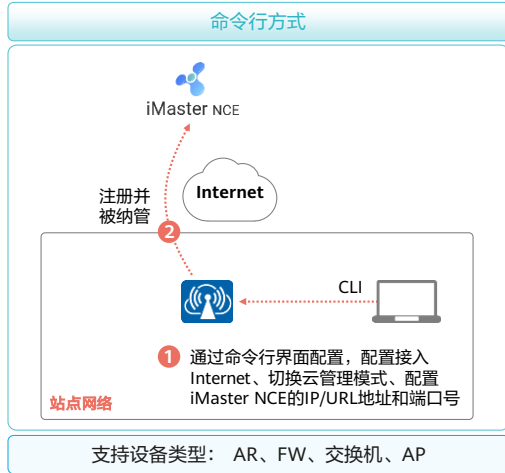 命令行方式
iMaster NCE
Internet
注册并
被纳管
2
CLI
1 通过命令行界面配置，配置接入
Internet、切换云管理模式、配置
iMaster NCE的IP/URL地址和端口号
站点网络
支持设备类型： AR、FW、交换机、AP